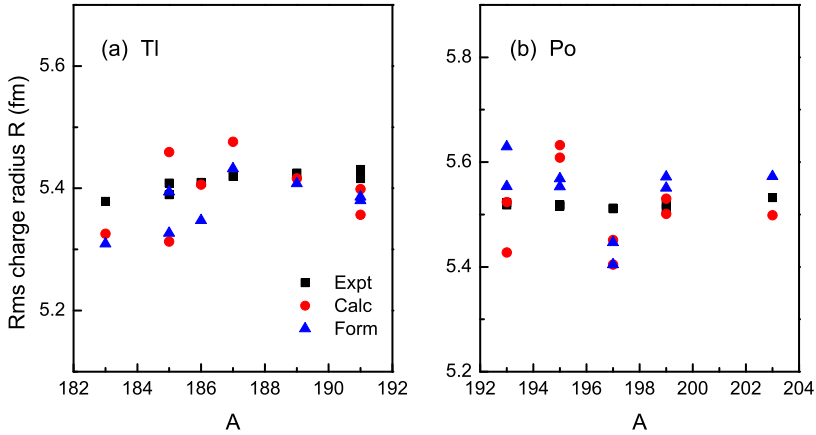 (a) Tl
(b) Po
Rms charge radius R (fm)
5.6
5.4
5.2
5.8
5.6
5.4
5.2
Expt
Calc
Form
182 184 186 188 190 192
192 194 196 198 200 202 204
A
A